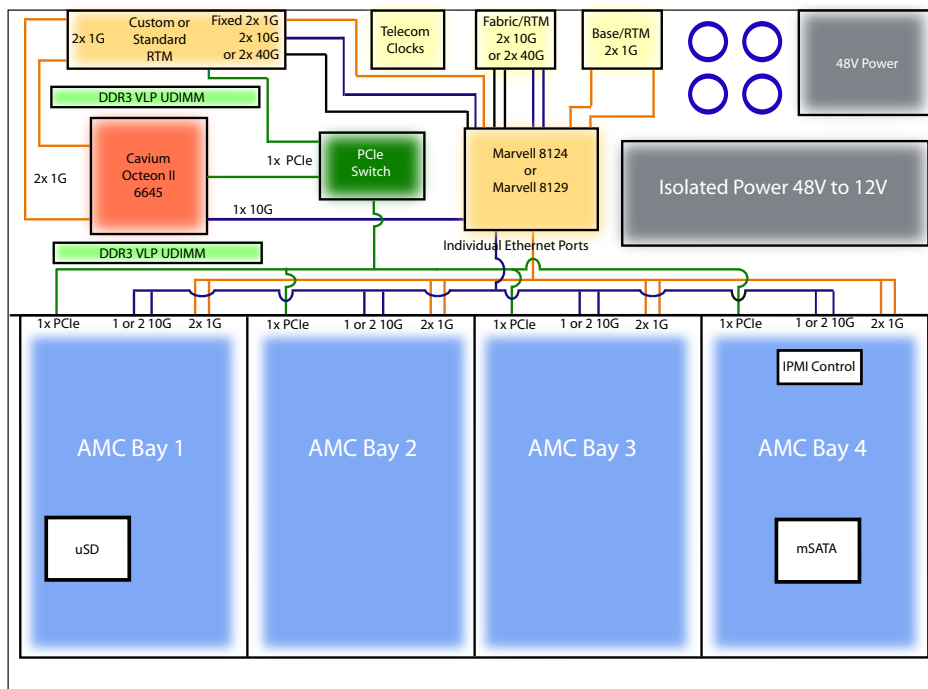 2x 1G
Custom or
Standard
RTM
Fixed 2x 1G
2x 10G
or 2x 40G
Telecom
Clocks
Fabric/RTM
2x 10G
or 2x 40G
Base/RTM
2x 1G
48V Power
DDR3 VLP UDIMM
Cavium
Octeon II
6645
2x 1G
1x PCIe
PCIe
Switch
Marvell 8124
or
Marvell 8129
Isolated Power 48V to 12V
1x 10G
DDR3 VLP UDIMM
Individual Ethernet Ports
1x PCIe 1 or 2 10G 2x 1G
1x PCIe 1 or 2 10G 2x 1G
1x PCIe 1 or 2 10G 2x 1G
1x PCIe 1 or 2 10G 2x 1G
IPMI Control
AMC Bay 1
AMC Bay 2
AMC Bay 3
AMC Bay 4
uSD
mSATA